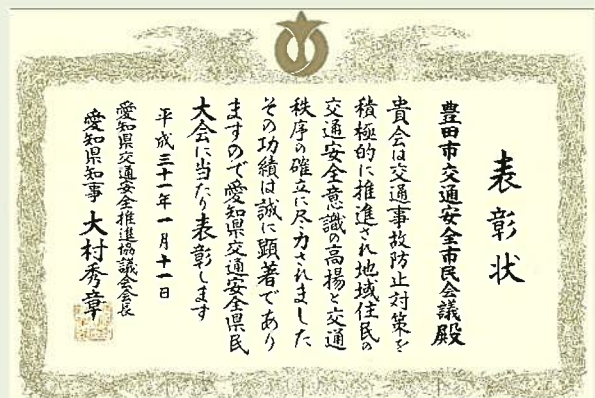 表彰状
豊田市交通安全市民会議殿
貴会は交通事故防止対策を
積極的に推進され地域住民の
交通安全意識の高揚と交通
秩序の確立に尽力されました
その功績は誠に顕著であり
ますので愛知県交通安全県民
大会に当たり表彰します
平成三十一年一月十一日
愛知県交通安全推進協議会会長
愛知県知事 大村秀章